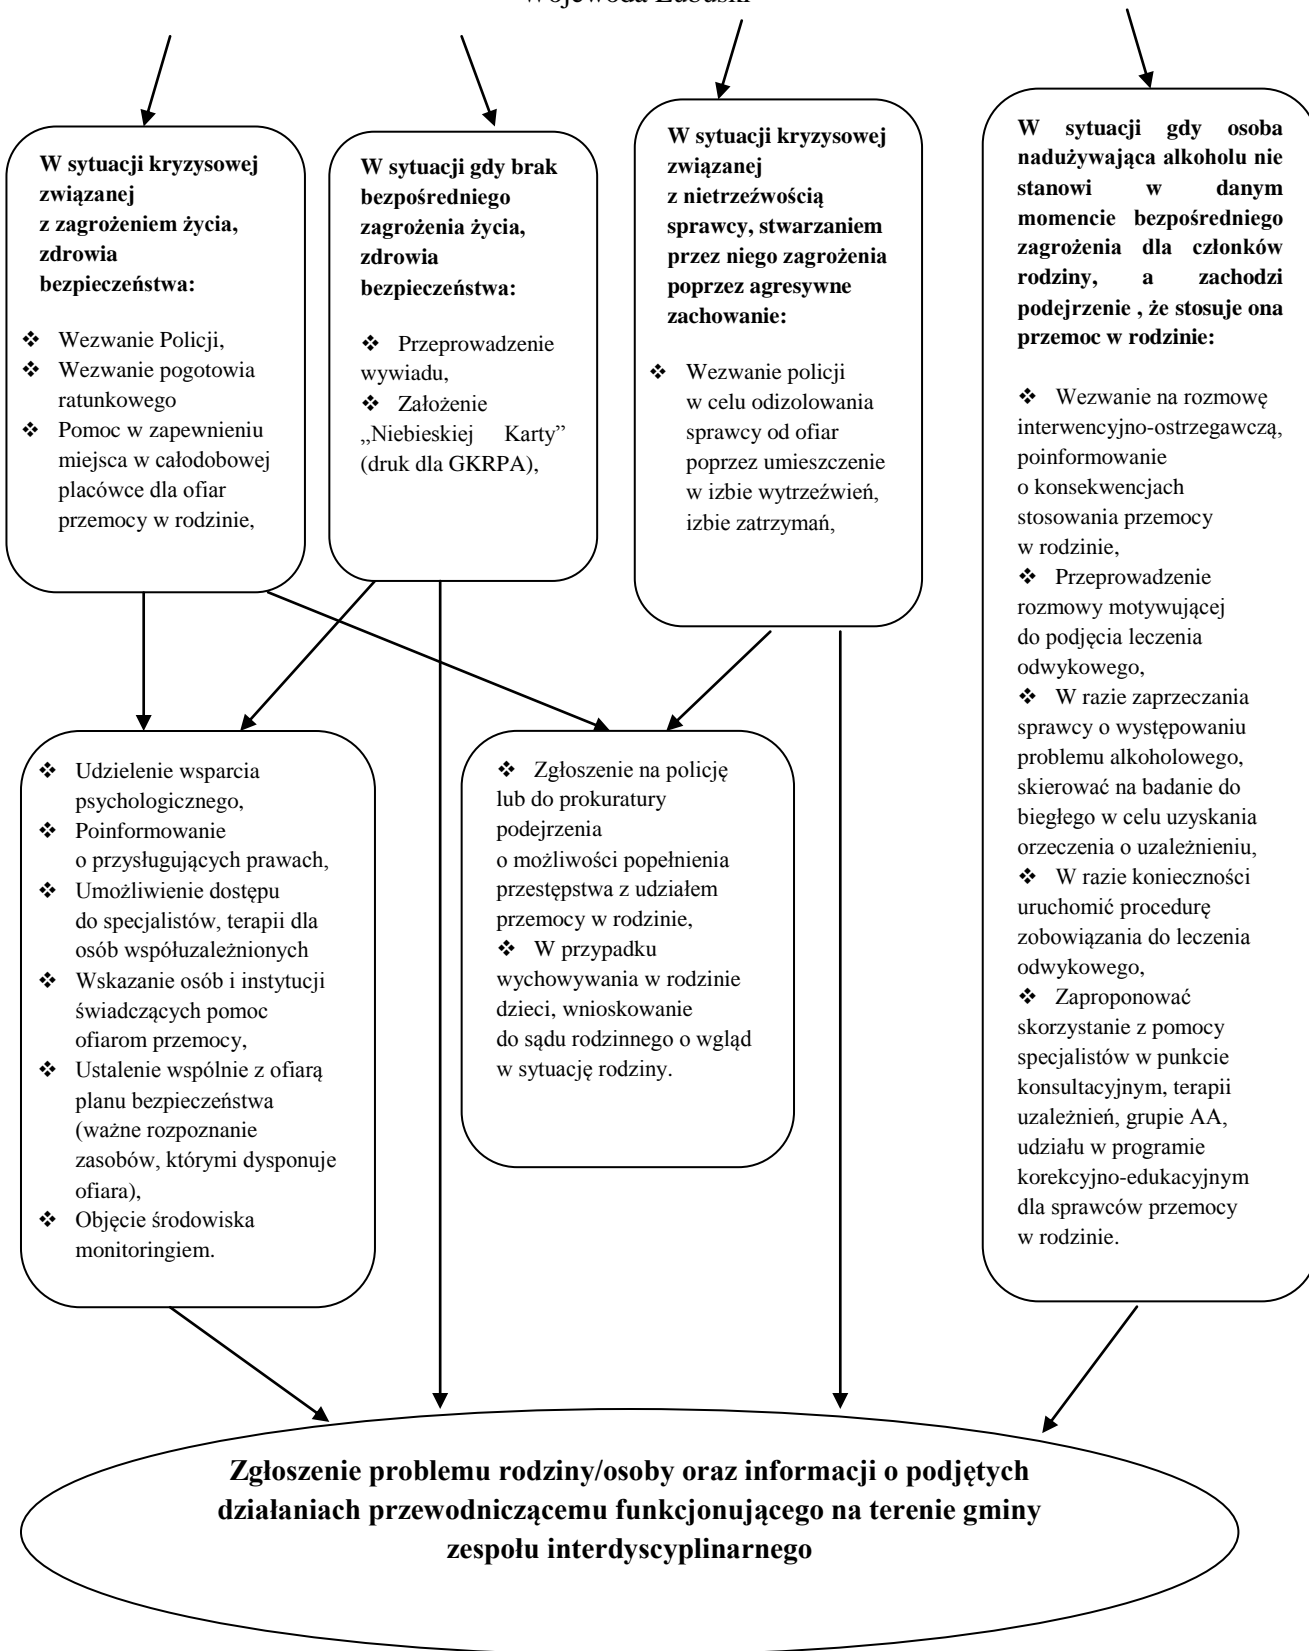 Wojewoda Lubuski
W sytuacji kryzysowej
związanej
z zagrożeniem życia,
zdrowia
bezpieczeństwa:
❖ Wezwanie Policji,
❖ Wezwanie pogotowia
ratunkowego
❖ Pomoc w zapewnieniu
miejsca w całodobowej
placówce dla ofiar
przemocy w rodzinie,
W sytuacji gdy brak
bezpośredniego
zagrożenia życia,
zdrowia
bezpieczeństwa:
❖ Przeprowadzenie
wywiadu,
❖ Założenie
„Niebieskiej Karty”
(druk dla GKRPA),
W sytuacji kryzysowej
związanej
z nietrzeźwością
sprawcy, stwarzaniem
przez niego zagrożenia
poprzez agresywne
zachowanie:
❖ Wezwanie policji
w celu odizolowania
sprawcy od ofiar
poprzez umieszczenie
w izbie wytrzeźwień,
izbie zatrzymań,
W sytuacji gdy osoba
nadużywająca alkoholu nie
stanowi w danym
momencie bezpośredniego
zagrożenia dla członków
rodziny, a zachodzi
podejrzenie , że stosuje ona
przemoc w rodzinie:
❖ Wezwanie na rozmowę
interwencyjno-ostrzegawczą,
poinformowanie
o konsekwencjach
stosowania przemocy
w rodzinie,
❖ Przeprowadzenie
rozmowy motywującej
do podjęcia leczenia
odwykowego,
❖ W razie zaprzeczania
sprawcy o występowaniu
problemu alkoholowego,
skierować na badanie do
biegłego w celu uzyskania
orzeczenia o uzależnieniu,
❖ W razie konieczności
uruchomić procedurę
zobowiązania do leczenia
odwykowego,
❖ Zaproponować
skorzystanie z pomocy
specjalistów w punkcie
konsultacyjnym, terapii
uzależnień, grupie AA,
udziału w programie
korekcyjno-edukacyjnym
dla sprawców przemocy
w rodzinie.
❖ Udzielenie wsparcia
psychologicznego,
❖ Poinformowanie
o przysługujących prawach,
❖ Umożliwienie dostępu
do specjalistów, terapii dla
osób współuzależnionych
❖ Wskazanie osób i instytucji
świadczących pomoc
ofiarom przemocy,
❖ Ustalenie wspólnie z ofiarą
planu bezpieczeństwa
(ważne rozpoznanie
zasobów, którymi dysponuje
ofiara),
❖ Objęcie środowiska
monitoringiem.
❖ Zgłoszenie na policję
lub do prokuratury
podejrzenia
o możliwości popełnienia
przestępstwa z udziałem
przemocy w rodzinie,
❖ W przypadku
wychowywania w rodzinie
dzieci, wnioskowanie
do sądu rodzinnego o wgląd
w sytuację rodziny.
Zgłoszenie problemu rodziny/osoby oraz informacji o podjętych
działaniach przewodniczącemu funkcjonującego na terenie gminy
zespołu interdyscyplinarnego